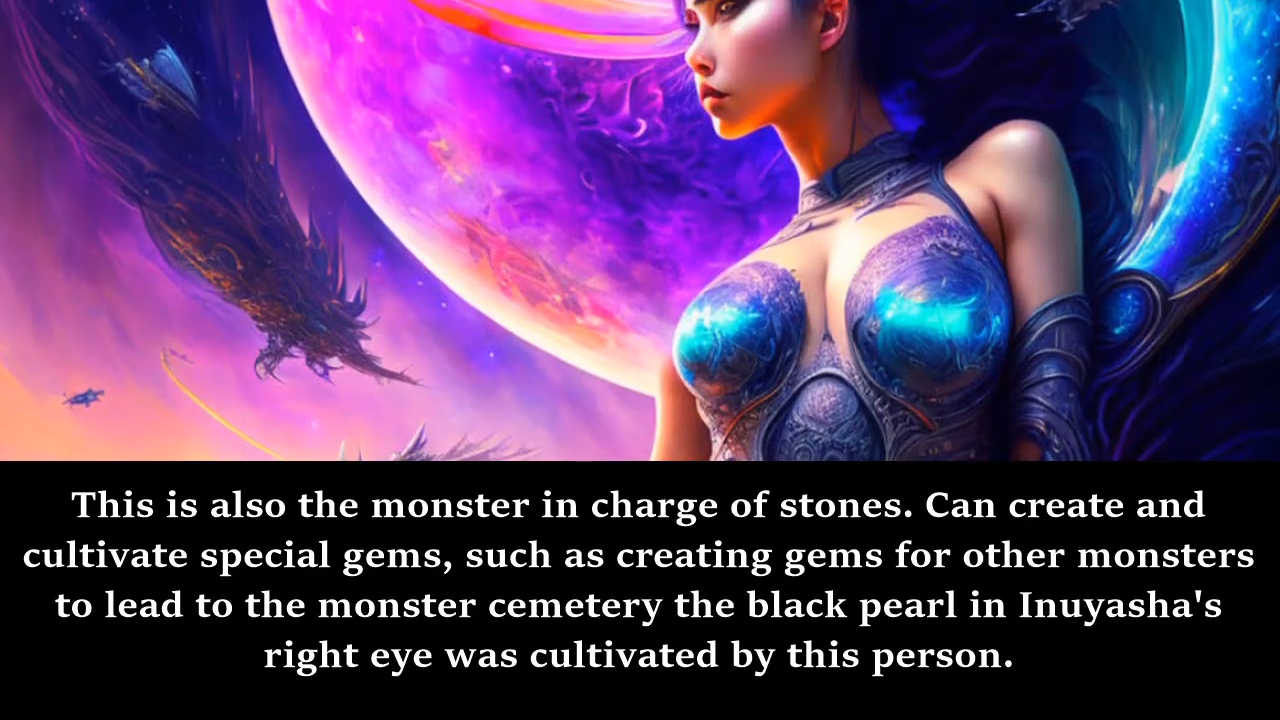 This is also the monster in charge of stones. Can create and
cultivate special gems, such as creating gems for other monsters
to lead to the monster cemetery the black pearl in Inuyasha's
right eye was cultivated by this person.